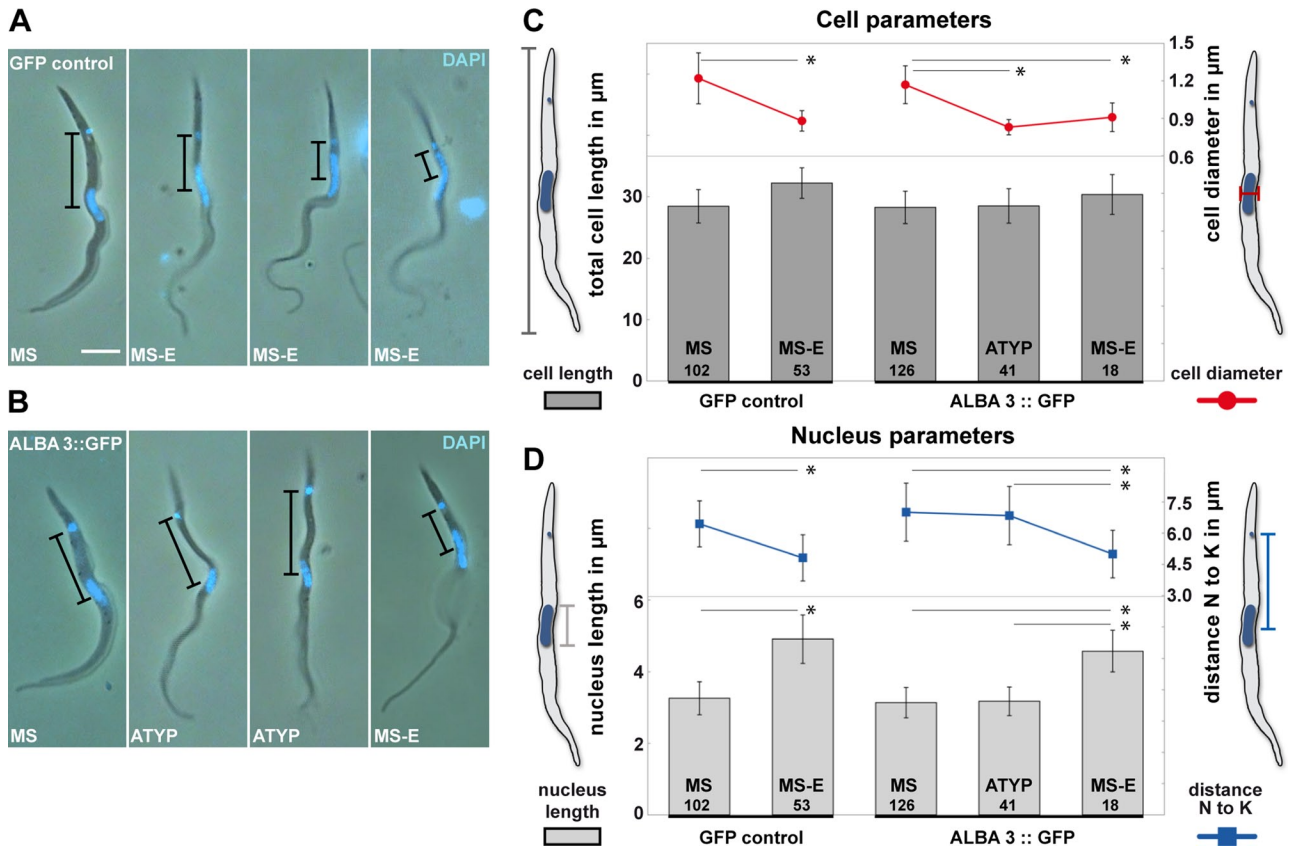 A
GFP control
DAPI
MS
MS-E
MS-E
MS-E
B
ALBA 3::GFP
DAPI
MS
ATYP
ATYP
MS-E
C
Cell parameters
total cell length in µm
30
20
10
0
1.5
1.2
0.9
0.6
cell diameter in µm
*
*
*
MS
102
MS-E
53
MS
126
ATYP
41
MS-E
18
GFP control
ALBA 3 :: GFP
cell length
cell diameter
D
Nucleus parameters
nucleus length in µm
6
4
2
0
7.5
6.0
4.5
3.0
distance N to K in µm
*
*
*
*
*
*
MS
102
MS-E
53
MS
126
ATYP
41
MS-E
18
GFP control
ALBA 3 :: GFP
nucleus
length
distance
N to K